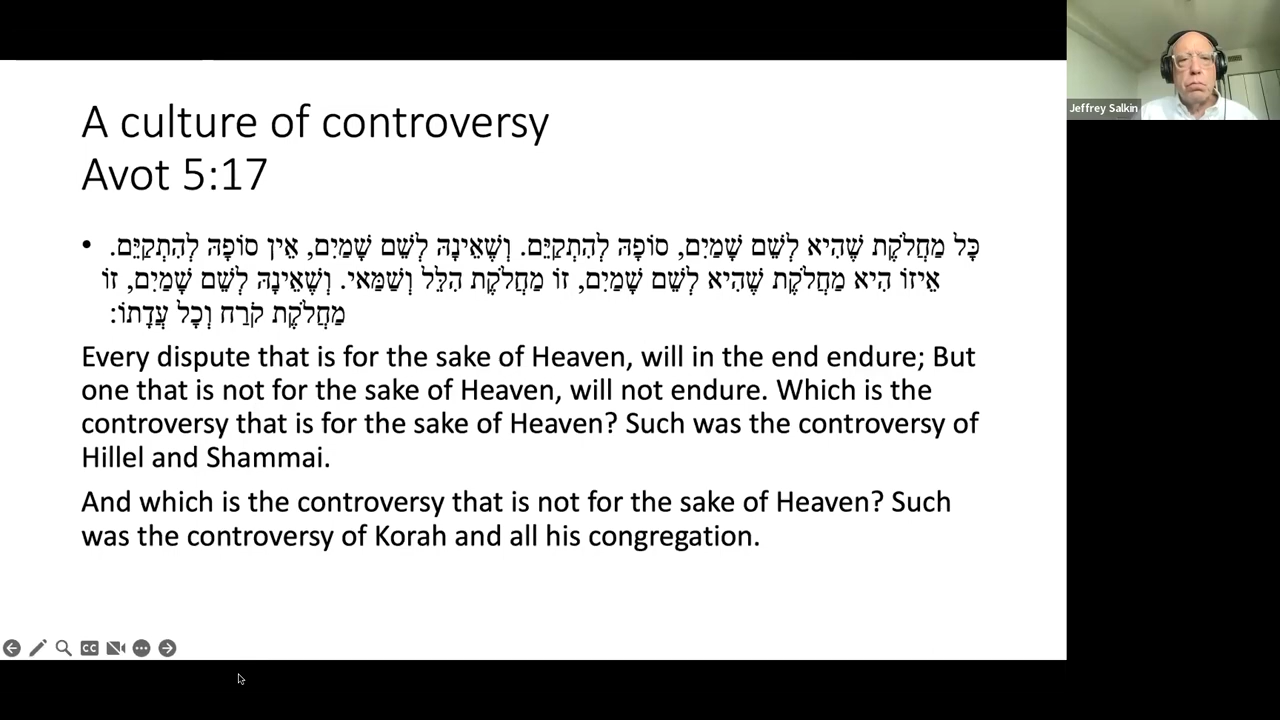 A culture of controversy
Avot 5:17
• כָּל מַחֲלֹקֶת שֶׁהִיא לְשֵׁם שָׁמַיִם, סוֹפָהּ לְהִתְקַיֵּם. וְשֶׁאֵינָהּ לְשֵׁם שָׁמַיִם, אֵין סוֹפָהּ לְהִתְקַיֵּם.
אֵיזוֹ הִיא מַחֲלֹקֶת שֶׁהִיא לְשֵׁם שָׁמַיִם, זוֹ מַחֲלֹקֶת הִלֵּל וְשַׁמַּאי. וְשֶׁאֵינָהּ לְשֵׁם שָׁמַיִם, זוֹ
מַחֲלֹקֶת קֹרַח וְכָל עֲדָתוֹ:
Every dispute that is for the sake of Heaven, will in the end endure; But
one that is not for the sake of Heaven, will not endure. Which is the
controversy that is for the sake of Heaven? Such was the controversy of
Hillel and Shammai.
And which is the controversy that is not for the sake of Heaven? Such
was the controversy of Korah and all his congregation.
CC
Jeffrey Salkin